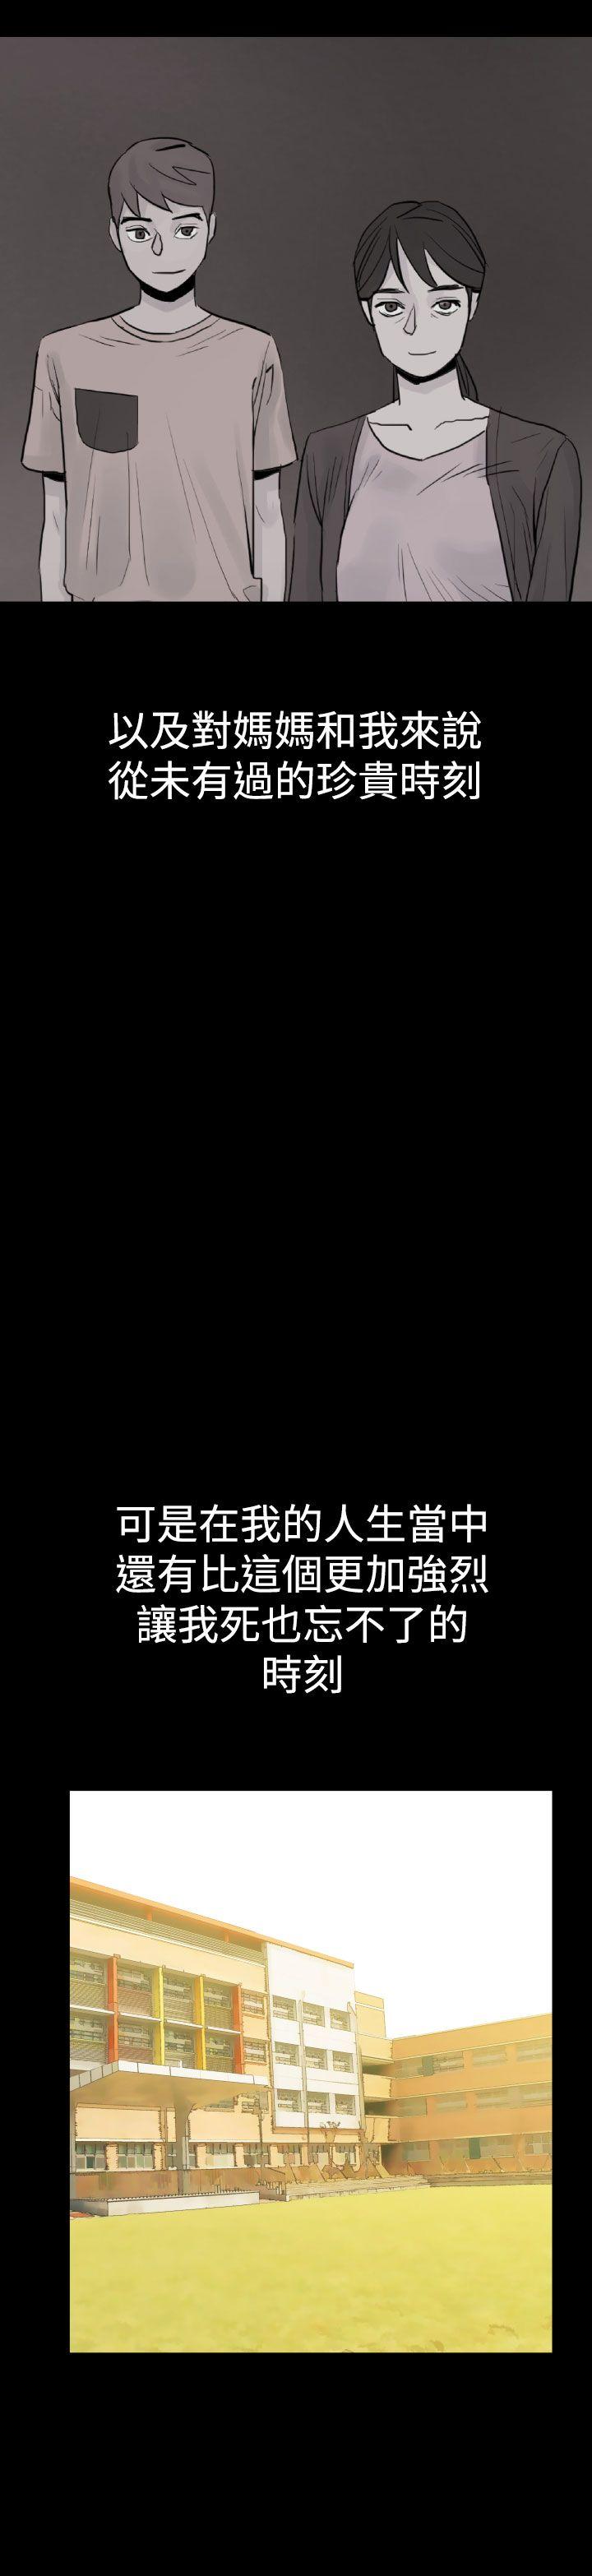 以及對媽媽和我來說
從未有過的珍貴時刻
可是在我的人生當中
還有比這個更加強烈
讓我死也忘不了的
時刻